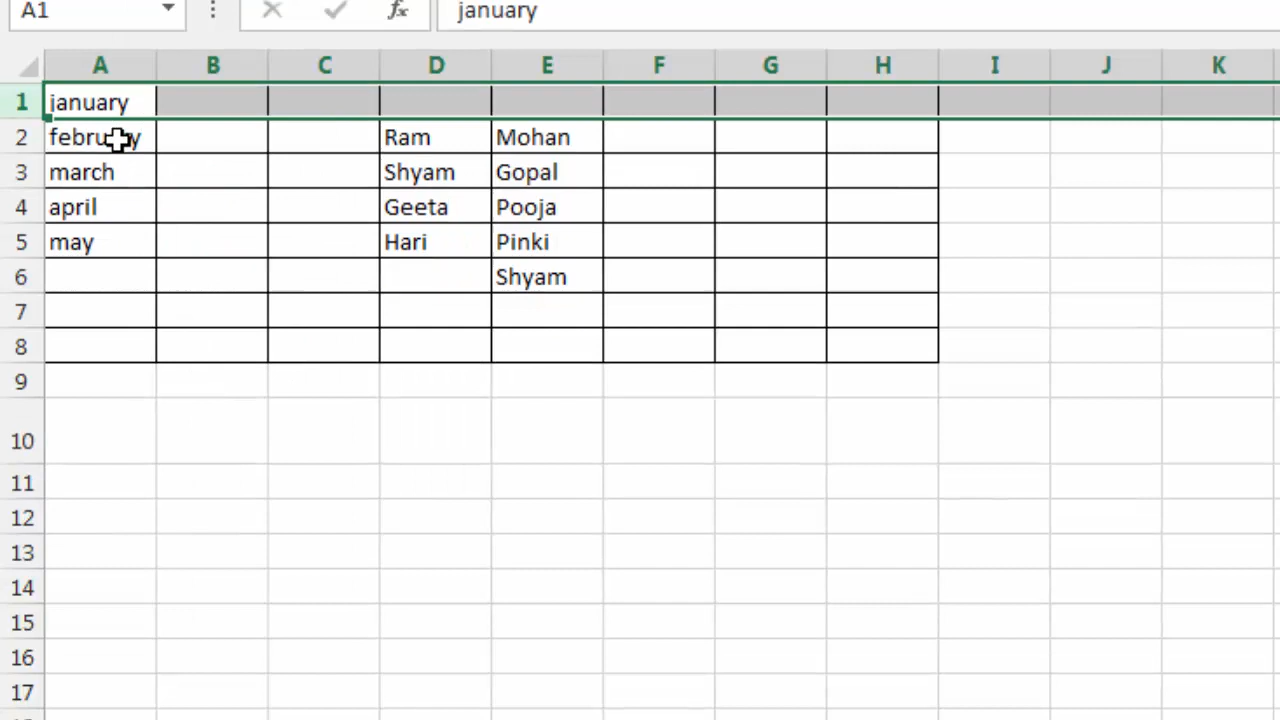 A1 fx january
A B C D E F G H I J K
1 january
2 Ram Mohan
3 march Shyam Gopal
4 april Geeta Pooja
5 may Hari Pinki
6 Shyam
7
8
9
10
11
12
13
14
15
16
17